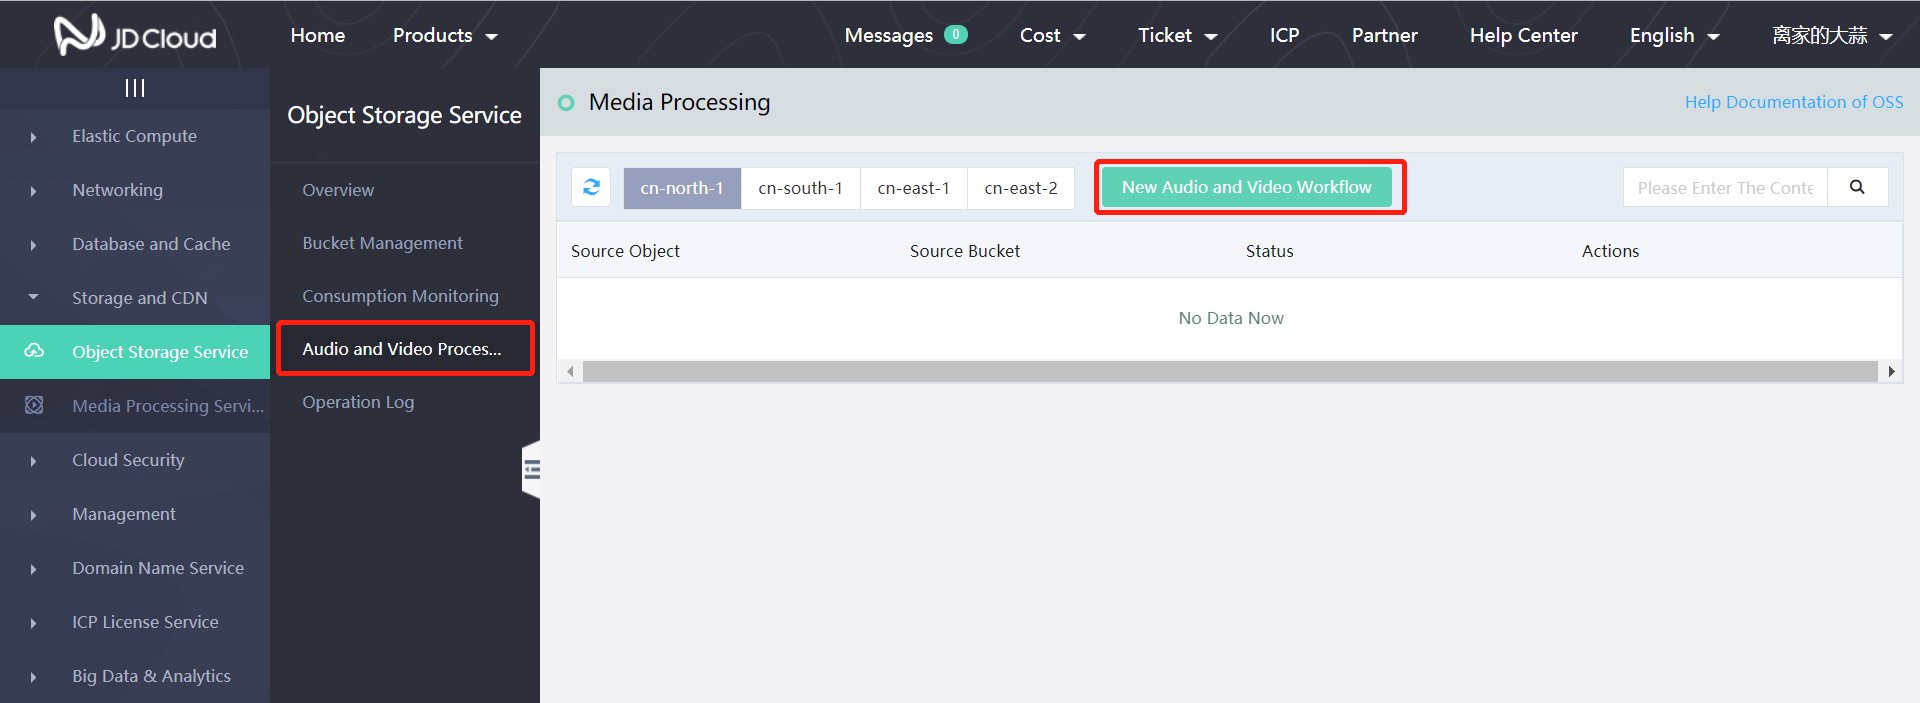 JD Cloud
Home Products Messages 0 Cost Ticket ICP Partner Help Center English 离家的大蒜
Elastic Compute
Networking
Database and Cache
Storage and CDN
Object Storage Service
Media Processing Servi...
Cloud Security
Management
Domain Name Service
ICP License Service
Big Data & Analytics
Object Storage Service
Overview
Bucket Management
Consumption Monitoring
Audio and Video Proces...
Operation Log
Media Processing
Help Documentation of OSS
cn-north-1 cn-south-1 cn-east-1 cn-east-2 New Audio and Video Workflow Please Enter The Conte
Source Object Source Bucket Status Actions
No Data Now